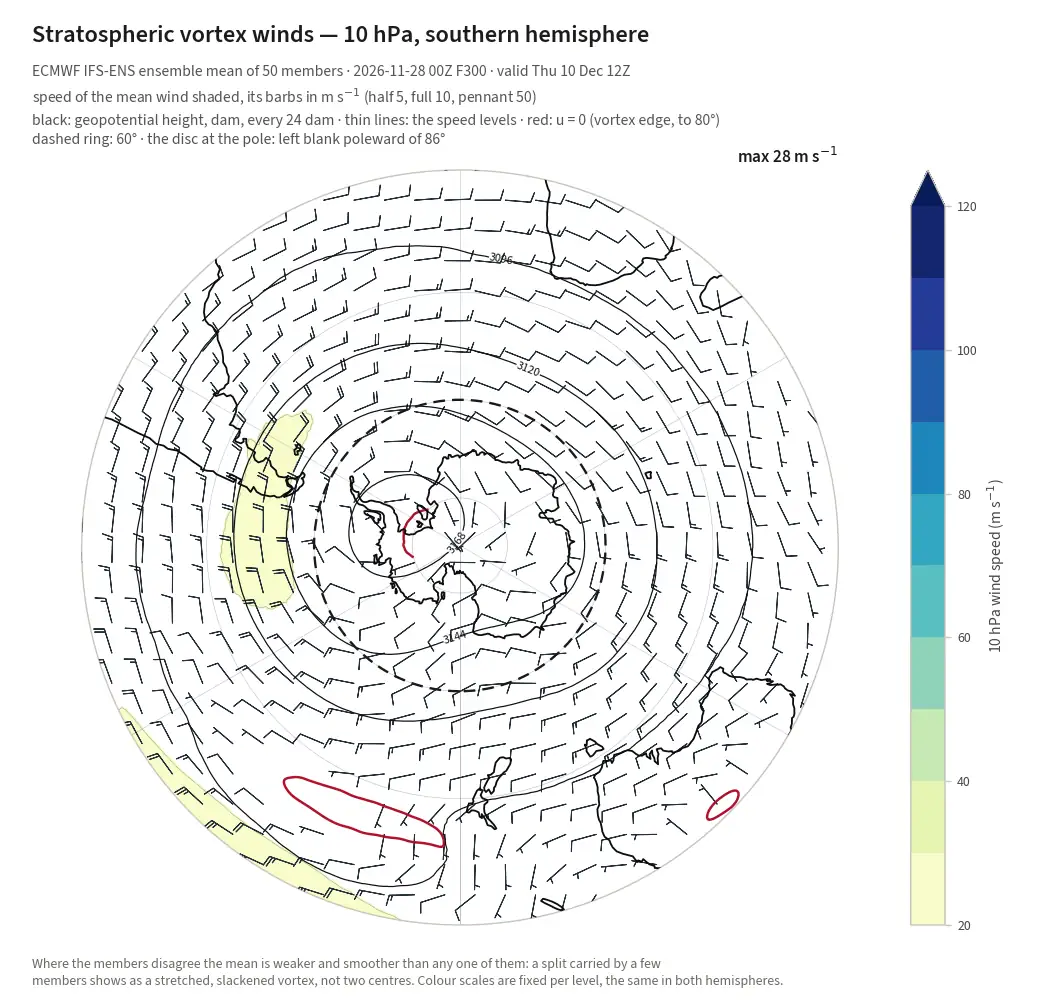 Stratospheric vortex winds — 10 hPa, southern hemisphere
ECMWF IFS-ENS ensemble mean of 50 members · 2026-11-28 00Z F300 · valid Thu 10 Dec 12Z
speed of the mean wind shaded, its barbs in m s⁻¹ (half 5, full 10, pennant 50)
black: geopotential height, dam, every 24 dam · thin lines: the speed levels · red: u = 0 (vortex edge, to 80°)
dashed ring: 60° · the disc at the pole: left blank poleward of 86°
max 28 m s⁻¹
3096
3120
3168
3144
120
100
80
60
40
20
10 hPa wind speed (m s⁻¹)
Where the members disagree the mean is weaker and smoother than any one of them: a split carried by a few
members shows as a stretched, slackened vortex, not two centres. Colour scales are fixed per level, the same in both hemispheres.